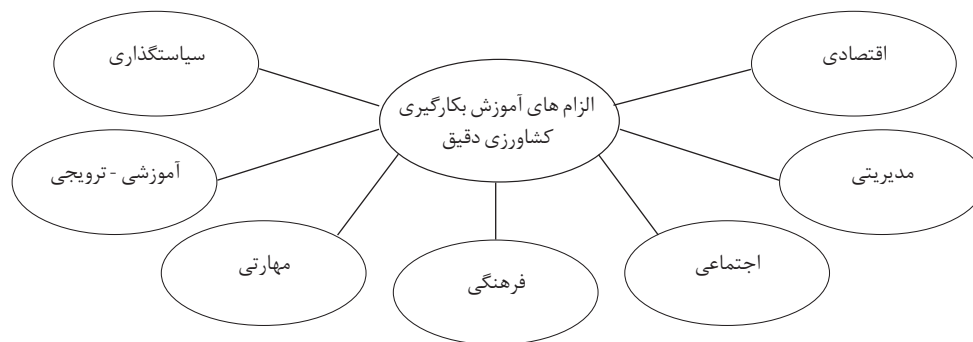 اقتصادی
سیاستگذاری
الزام های آموزش بکارگیری
کشاورزی دقیق
مدیریتی
آموزشی - ترویجی
اجتماعی
مهارتی
فرهنگی